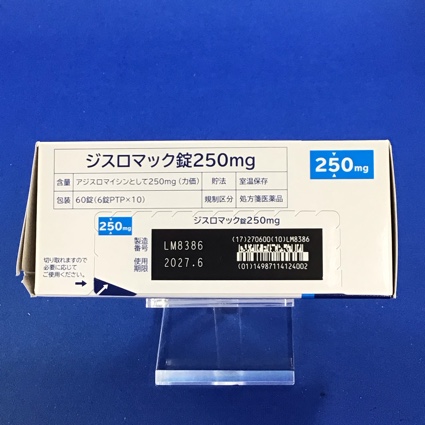 ジスロマック錠250mg
250mg
含量 アジスロマイシンとして250mg（力価） 貯法 室温保存
包装 60錠（6錠PTP×10） 規制区分 処方箋医薬品
250mg
ジスロマック錠250mg
製造番号 LM8386
(17)270600(10)LM8386
使用期限 2027.6
(01)14987114124002
切り取れますので
必要に応じて
ご使用ください。